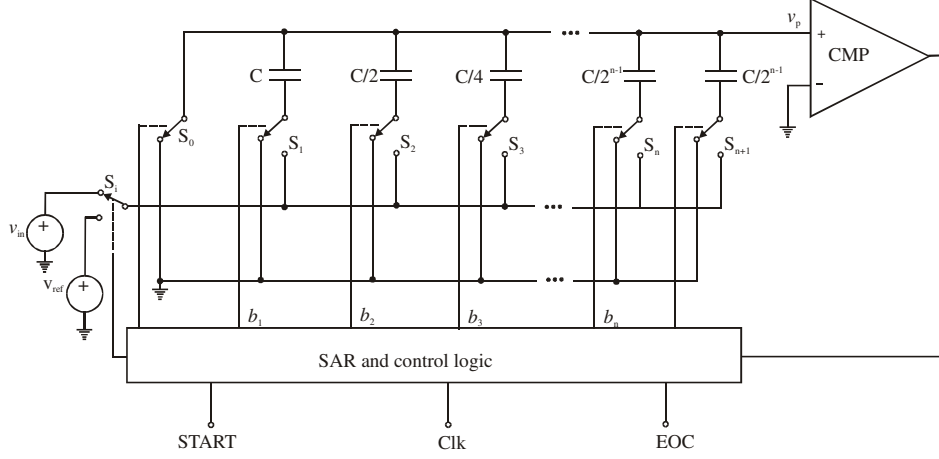 v_p
+
CMP
−
C
C/2
C/4
•••
C/2^{n-1}
C/2^{n-1}
S_0
S_1
S_2
S_3
S_n
S_{n+1}
S_i
v_in
+
•••
v_ref
+
•••
b_1
b_2
b_3
b_n
SAR and control logic
START
Clk
EOC